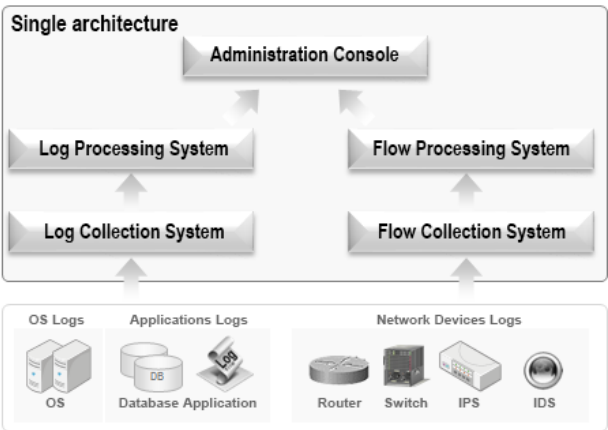 Single architecture
Administration Console
Log Processing System
Flow Processing System
Log Collection System
Flow Collection System
OS Logs
Applications Logs
Network Devices Logs
DB
Log
OS
Database Application
Router
Switch
IPS
IDS